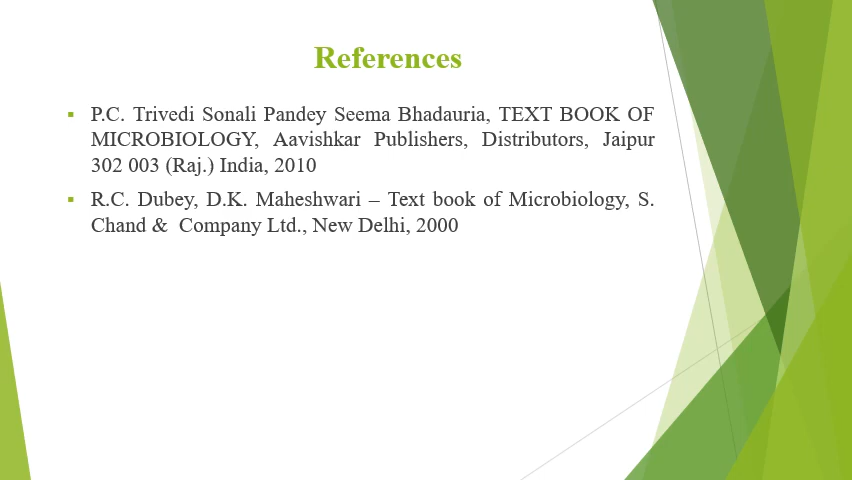 References
▪ P.C. Trivedi Sonali Pandey Seema Bhadauria, TEXT BOOK OF
MICROBIOLOGY, Aavishkar Publishers, Distributors, Jaipur
302 003 (Raj.) India, 2010
▪ R.C. Dubey, D.K. Maheshwari – Text book of Microbiology, S.
Chand & Company Ltd., New Delhi, 2000